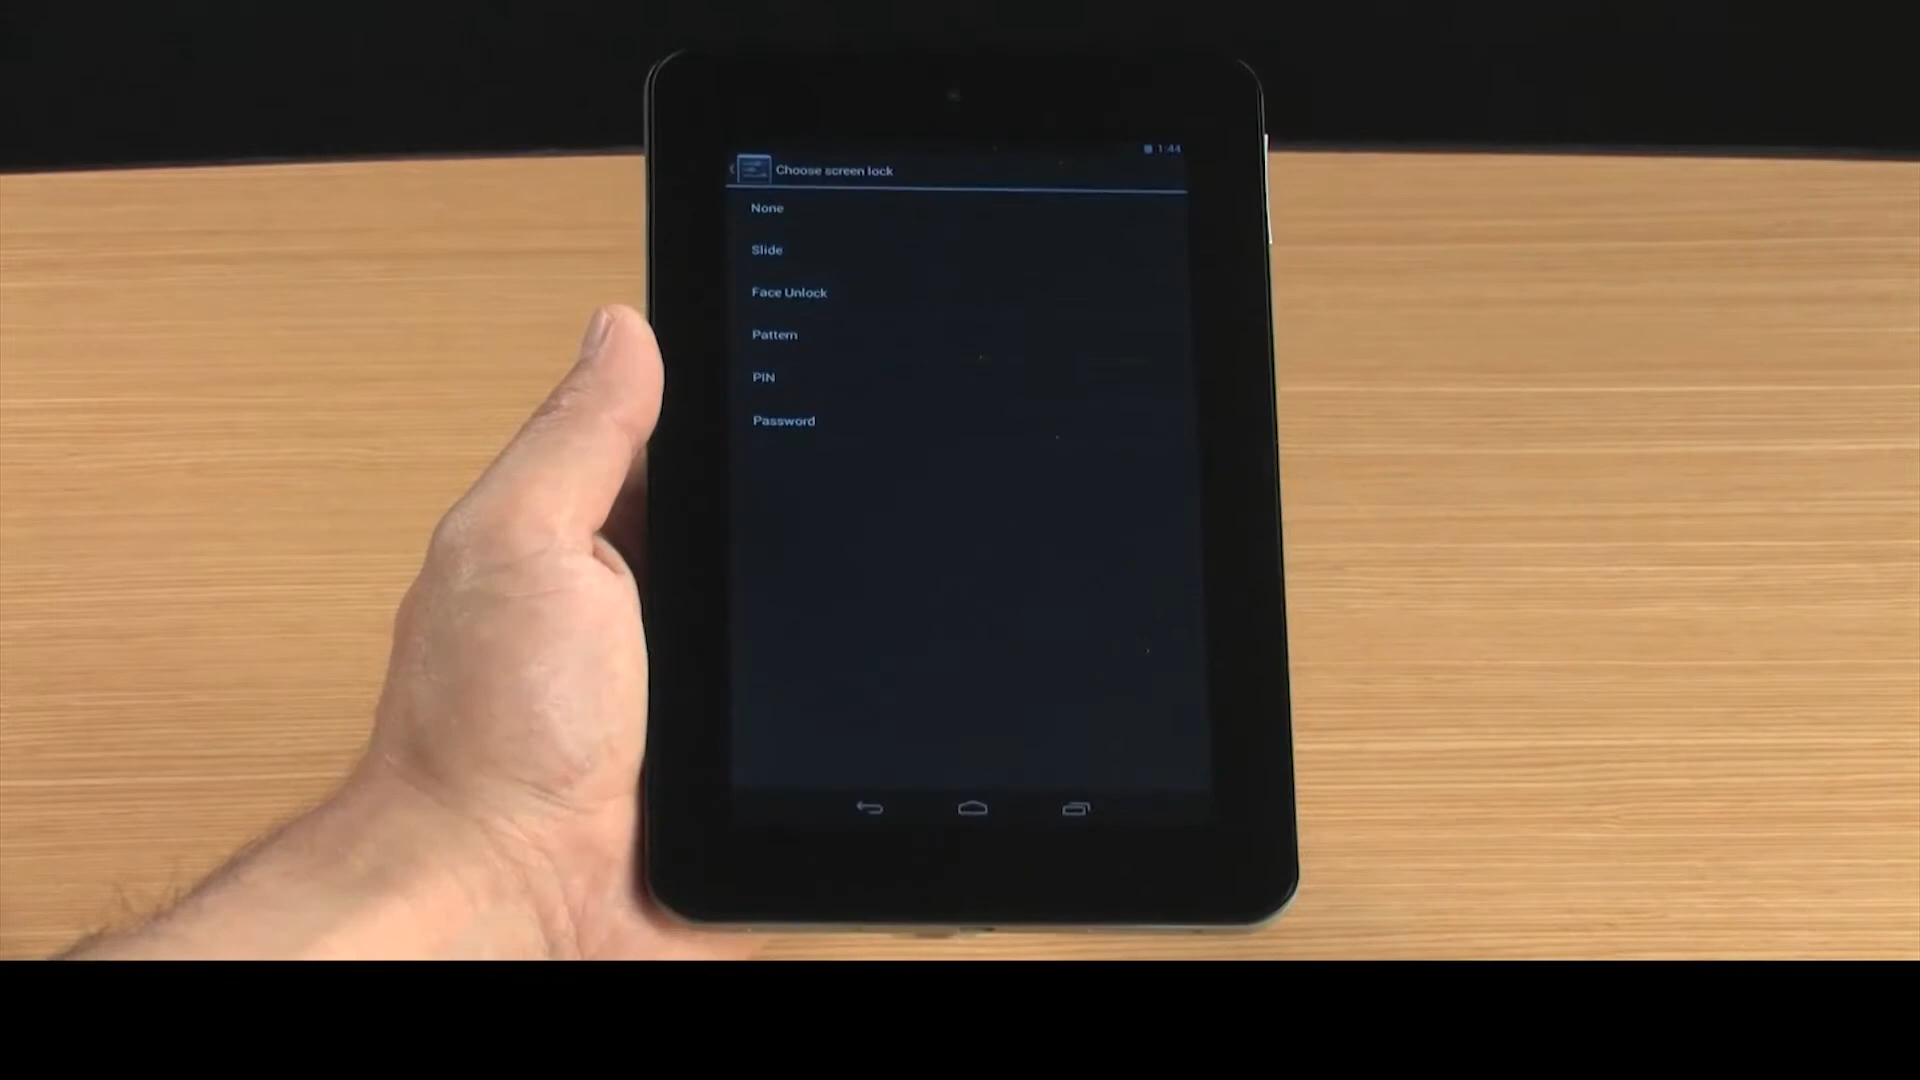 1:44
Choose screen lock
None
Slide
Face Unlock
Pattern
PIN
Password